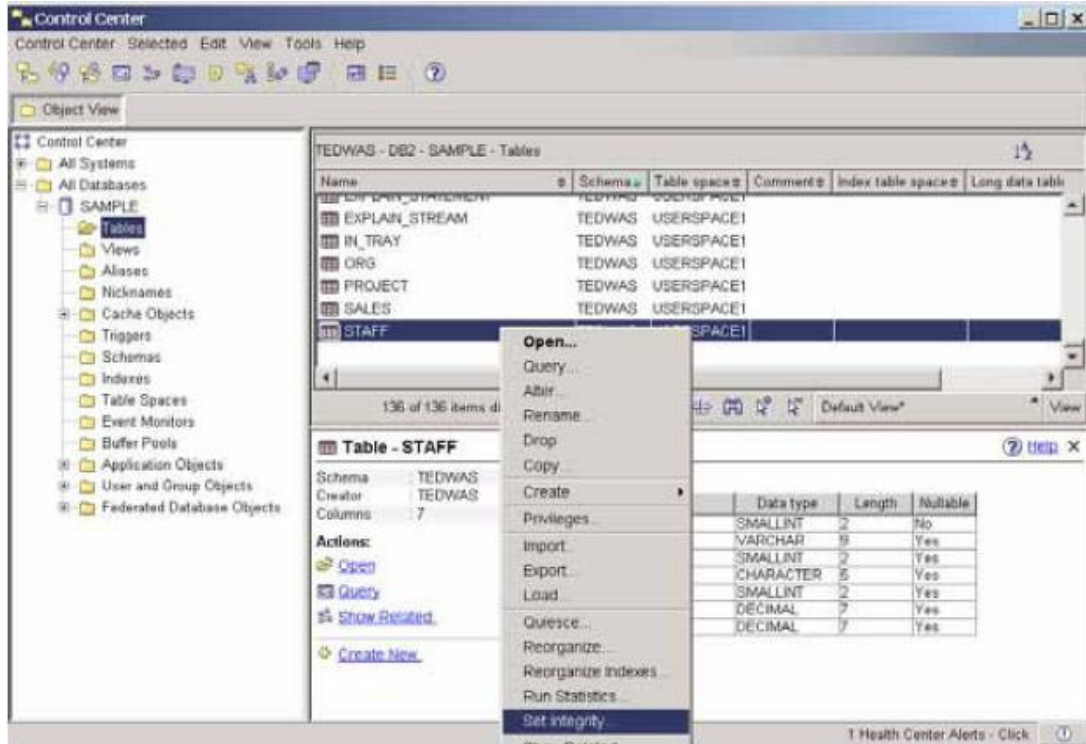 Control Center
Control Center Selected Edit View Tools Help
Object View
Control Center
All Systems
All Databases
SAMPLE
Tables
Views
Aliases
Nicknames
Cache Objects
Triggers
Schemas
Indexes
Table Spaces
Event Monitors
Buffer Pools
Application Objects
User and Group Objects
Federated Database Objects
TEDWAS - DB2 - SAMPLE - Tables
Name Schema Table space Comment Index table space Long data table
EXPLAIN_STATEMENT TEDWAS USERSPACE1
EXPLAIN_STREAM TEDWAS USERSPACE1
IN_TRAY TEDWAS USERSPACE1
ORG TEDWAS USERSPACE1
PROJECT TEDWAS USERSPACE1
SALES TEDWAS USERSPACE1
STAFF SPACE1
136 of 136 items di
Default View*
View
Open...
Query...
Alter...
Rename...
Drop
Copy...
Create
Privileges...
Import...
Export...
Load...
Quiesce...
Reorganize...
Reorganize Indexes...
Run Statistics...
Set Integrity...
Table - STAFF
Help
Schema : TEDWAS
Creator : TEDWAS
Columns : 7
Actions:
Open
Query
Show Related
Create New
Data type Length Nullable
SMALLINT 2 No
VARCHAR 9 Yes
SMALLINT 2 Yes
CHARACTER 5 Yes
SMALLINT 2 Yes
DECIMAL 7 Yes
DECIMAL 7 Yes
1 Health Center Alerts - Click